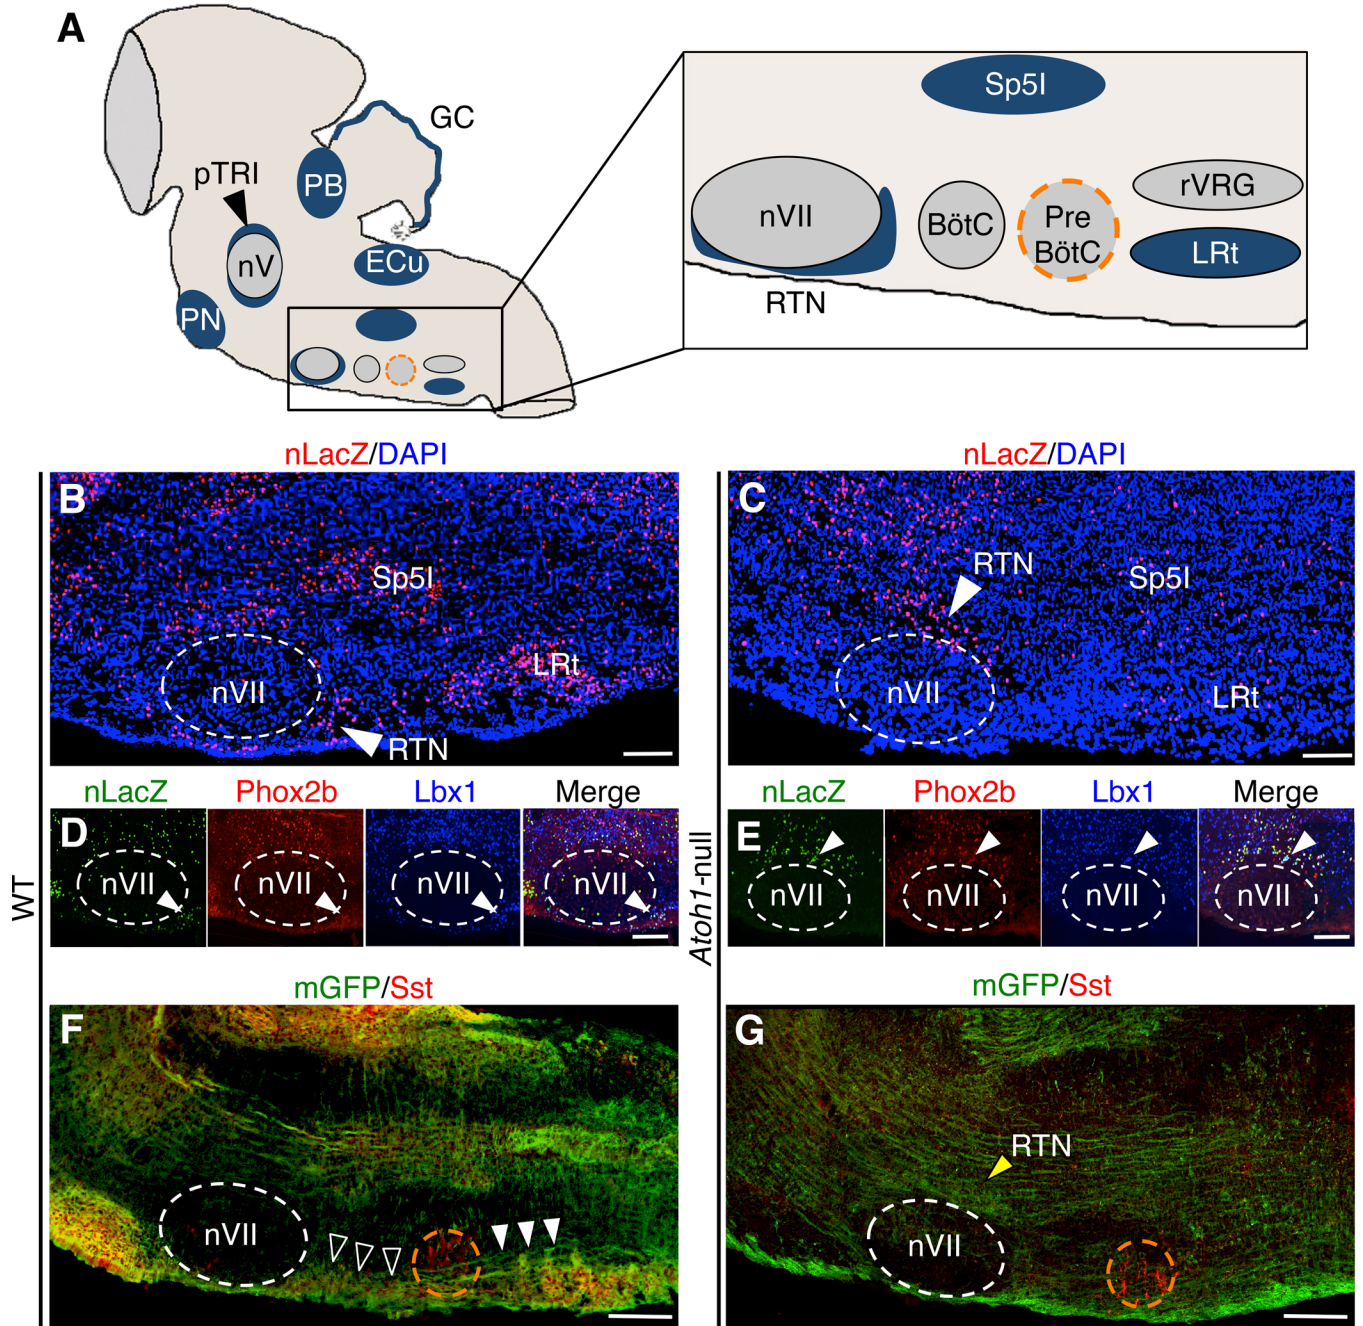 A
GC
pTRI
PB
nV
ECu
PN
Sp5I
nVII
BötC
Pre
BötC
rVRG
LRt
RTN
nLacZ/DAPI
nLacZ/DAPI
WT
B
Sp5I
LRt
nVII
RTN
Atoh1-null
C
RTN
Sp5I
nVII
LRt
nLacZ
Phox2b
Lbx1
Merge
D
nVII
nVII
nVII
nVII
nLacZ
Phox2b
Lbx1
Merge
E
nVII
nVII
nVII
nVII
mGFP/Sst
F
nVII
mGFP/Sst
G
RTN
nVII